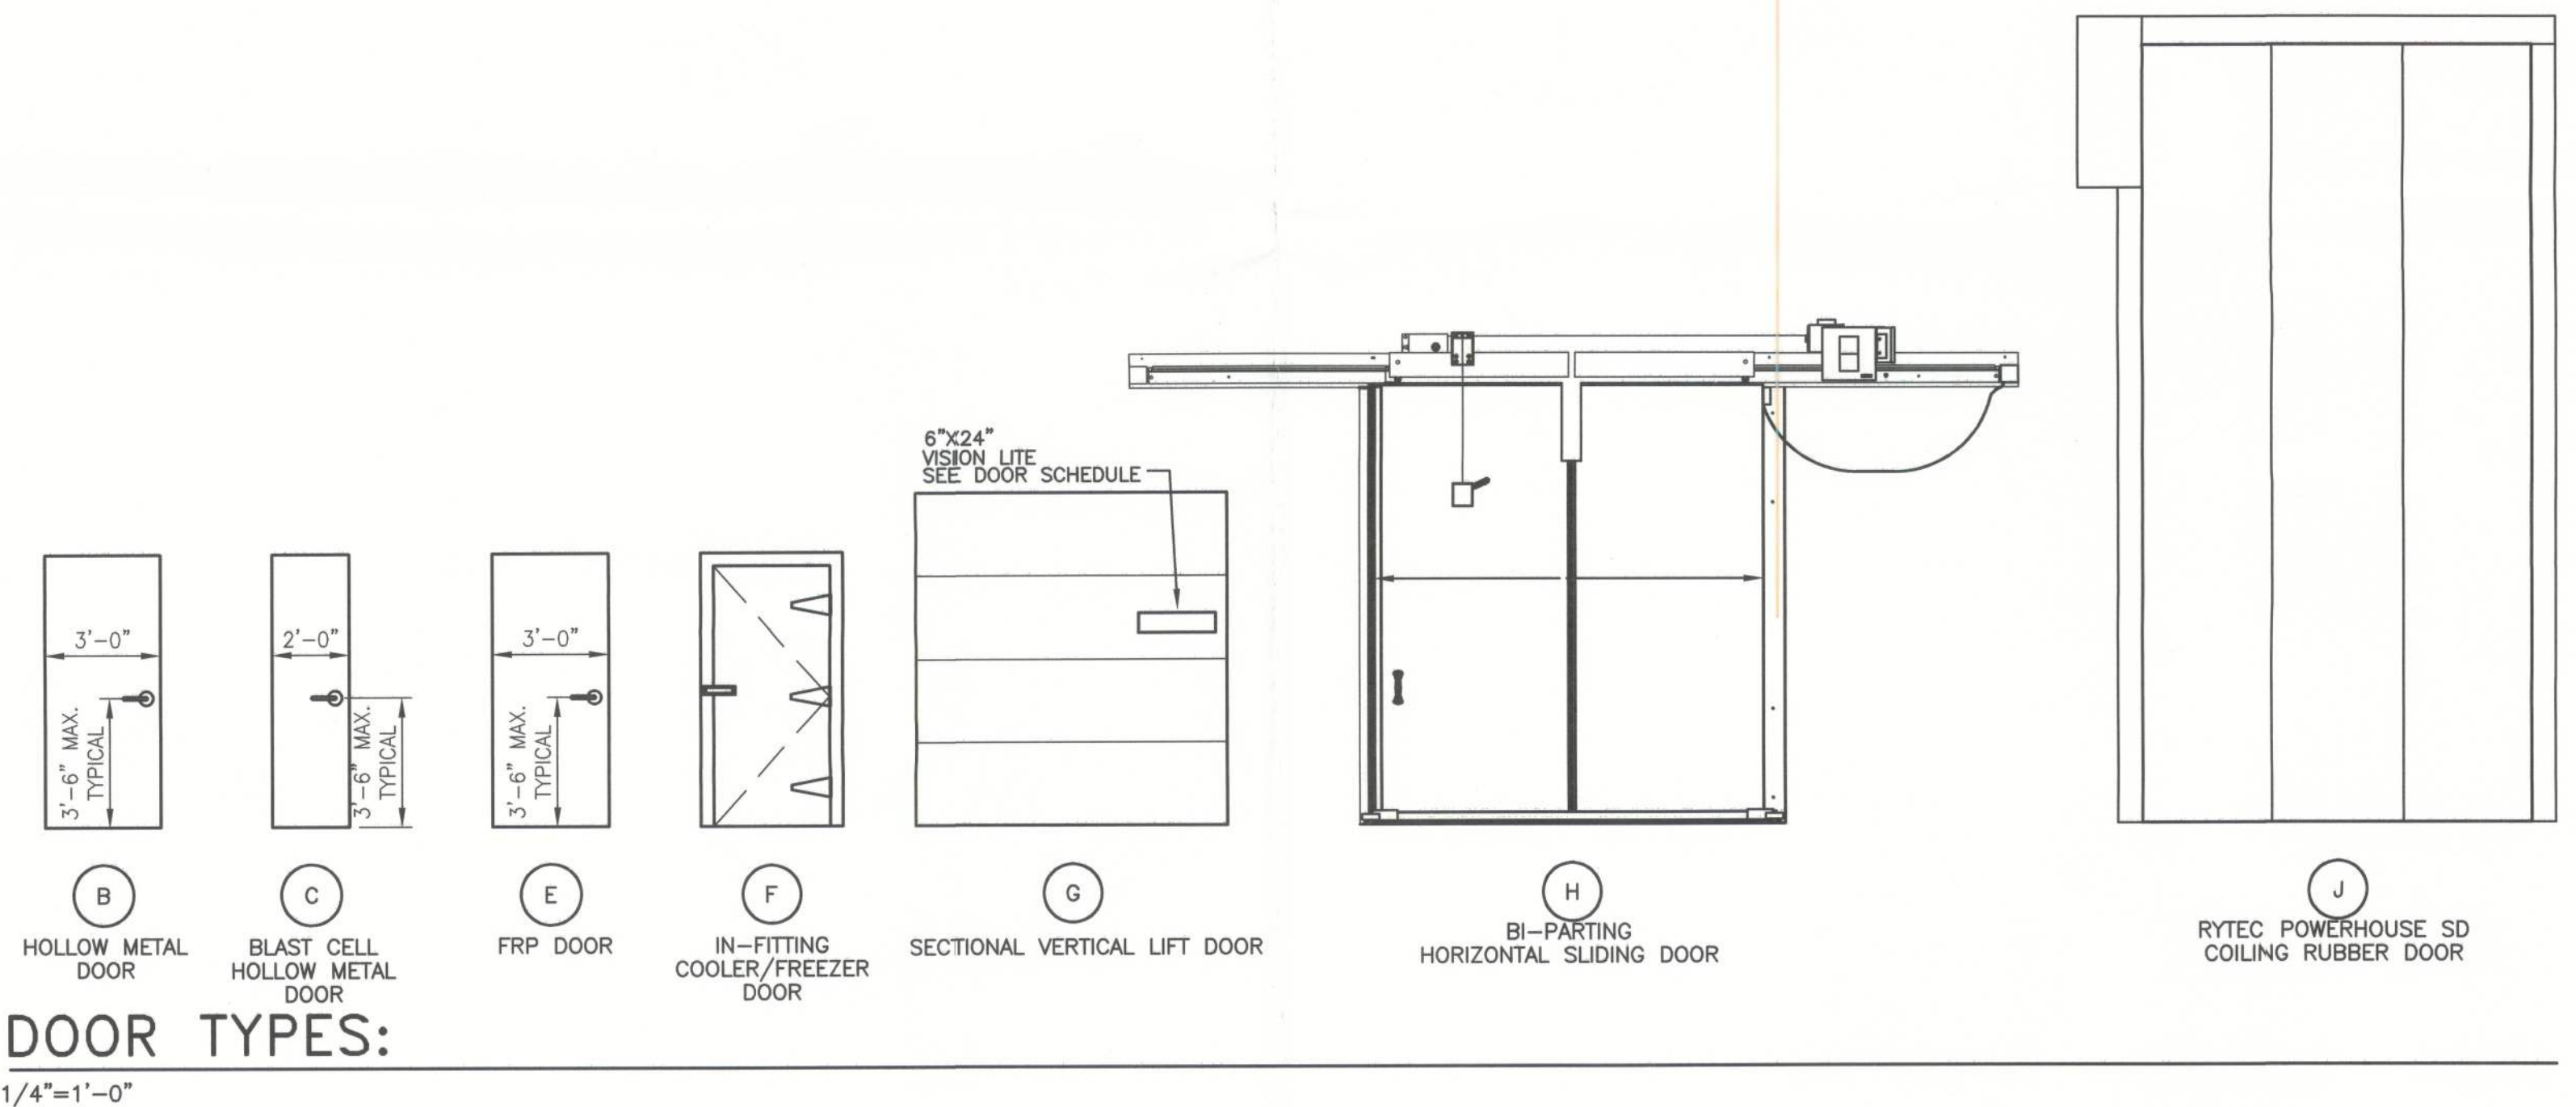 6"X24"
VISION LITE
SEE DOOR SCHEDULE
3'-0"
3'-6" MAX.
TYPICAL
2'-0"
3'-6" MAX.
TYPICAL
3'-0"
3'-6" MAX.
TYPICAL
B
HOLLOW METAL
DOOR
C
BLAST CELL
HOLLOW METAL
DOOR
E
FRP DOOR
F
IN-FITTING
COOLER/FREEZER
DOOR
G
SECTIONAL VERTICAL LIFT DOOR
H
BI-PARTING
HORIZONTAL SLIDING DOOR
J
RYTEC POWERHOUSE SD
COILING RUBBER DOOR
DOOR TYPES:
1/4"=1'-0"